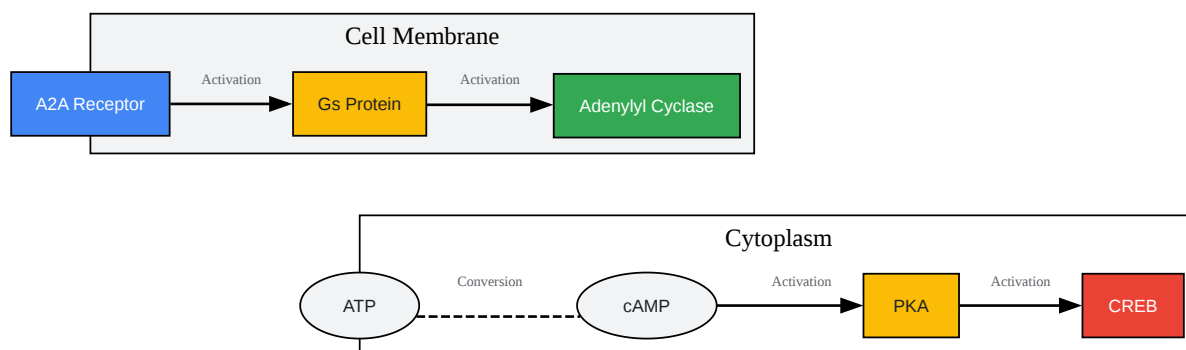 Cell Membrane
Activation
Activation
A2A Receptor
Gs Protein
Adenylyl Cyclase
Cytoplasm
Conversion
Activation
Activation
ATP
cAMP
PKA
CREB